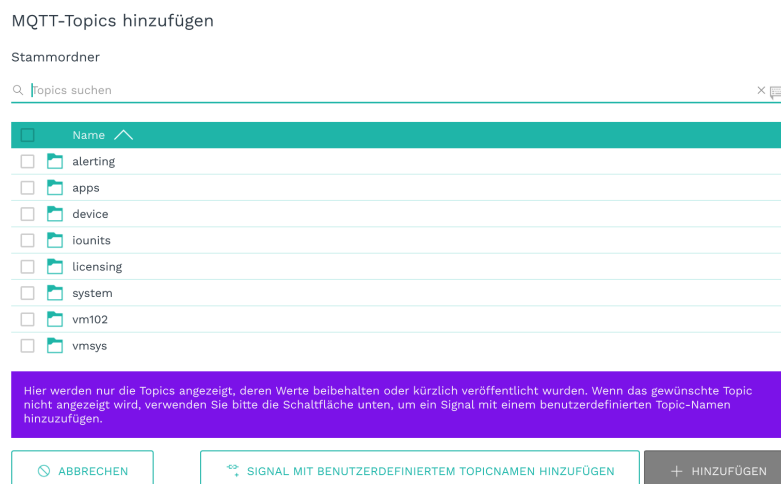 MQTT-Topics hinzufügen
Stammordner
Topics suchen
Name
alerting
apps
device
iounits
licensing
system
vm102
vmsys
Hier werden nur die Topics angezeigt, deren Werte beibehalten oder kürzlich veröffentlicht wurden. Wenn das gewünschte Topic
nicht angezeigt wird, verwenden Sie bitte die Schaltfläche unten, um ein Signal mit einem benutzerdefinierten Topic-Namen
hinzuzufügen.
ABBRECHEN SIGNAL MIT BENUTZERDEFINIERTEM TOPICNAMEN HINZUFÜGEN HINZUFÜGEN